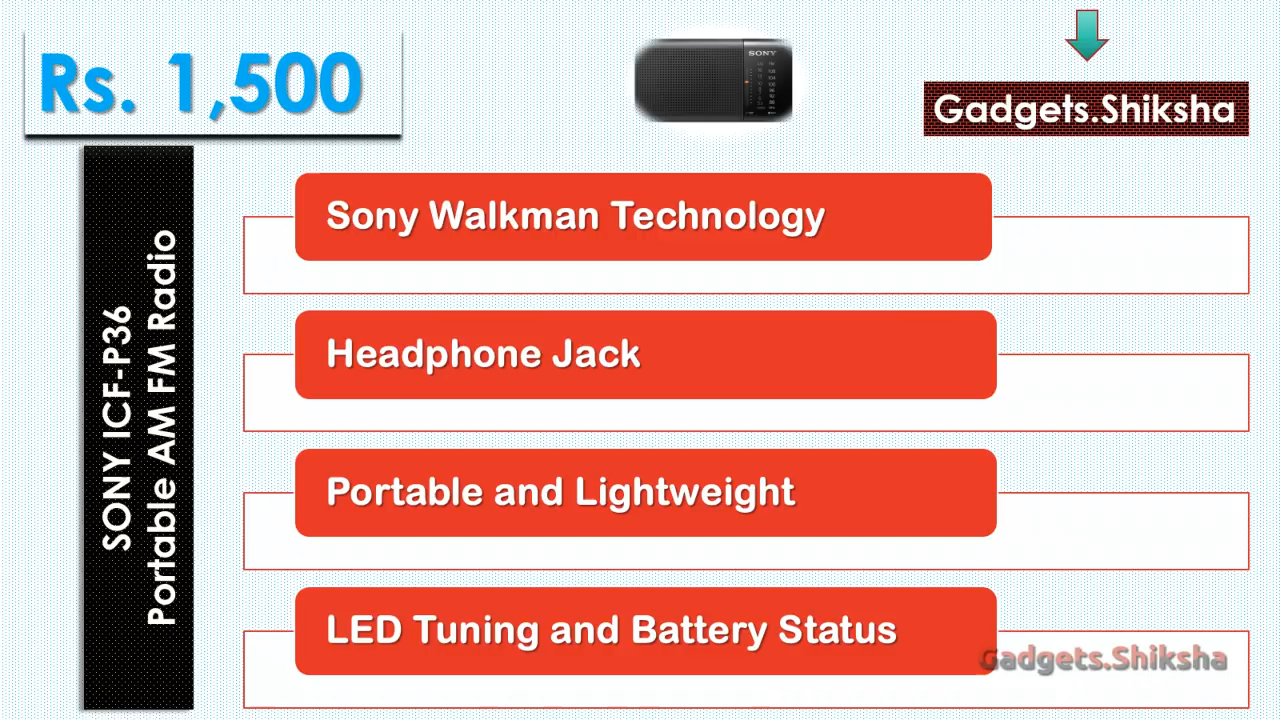 Rs. 1,500
SONY
Gadgets.Shiksha
SONY ICF-P36
Portable AM FM Radio
Sony Walkman Technology
Headphone Jack
Portable and Lightweight
LED Tuning and Battery Status
Gadgets.Shiksha